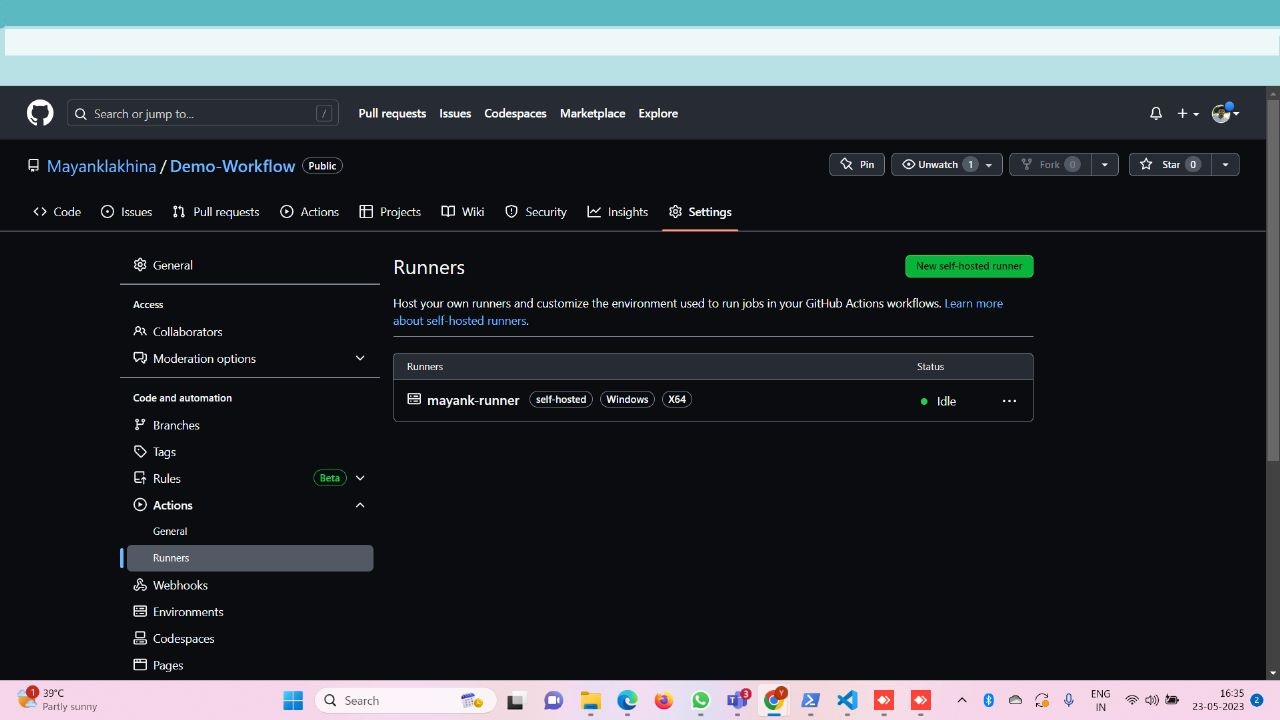 Search or jump to... / Pull requests Issues Codespaces Marketplace Explore
Mayanklakhina / Demo-Workflow Public Pin Unwatch 1 Fork 0 Star 0
Code Issues Pull requests Actions Projects Wiki Security Insights Settings
General
Access
Collaborators
Moderation options
Code and automation
Branches
Tags
Rules Beta
Actions
General
Runners
Webhooks
Environments
Codespaces
Pages
Runners New self-hosted runner
Host your own runners and customize the environment used to run jobs in your GitHub Actions workflows. Learn more
about self-hosted runners.
Runners Status
mayank-runner self-hosted Windows X64 Idle ...
1 39°C
Partly sunny
Search
3
Y
ENG
IN
16:35
23-05-2023
2